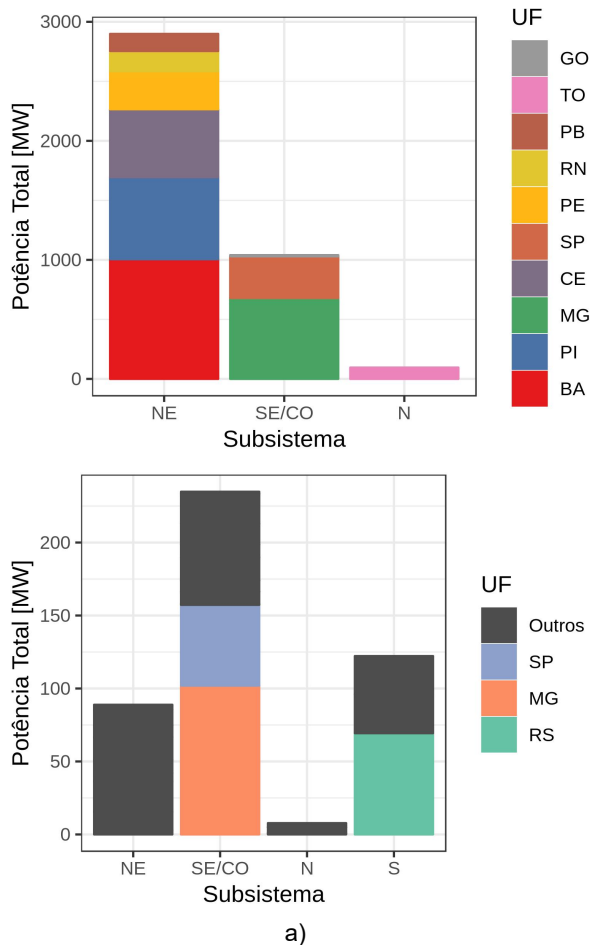 Potência Total [MW]
3000
2000
1000
0
NE
SE/CO
N
Subsistema
UF
GO
TO
PB
RN
PE
SP
CE
MG
PI
BA
Potência Total [MW]
200
150
100
50
0
NE
SE/CO
N
S
Subsistema
UF
Outros
SP
MG
RS
a)